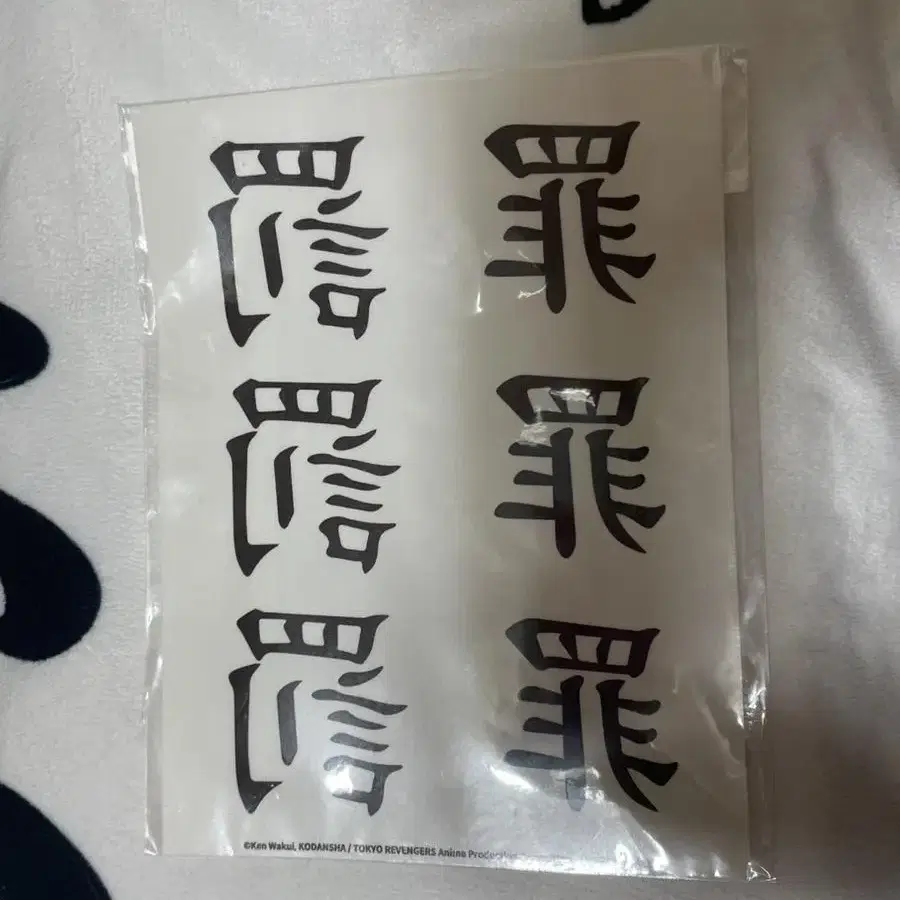 罰 罪
罰 罪
罰 罪
©Ken Wakui, KODANSHA / TOKYO REVENGERS Anime